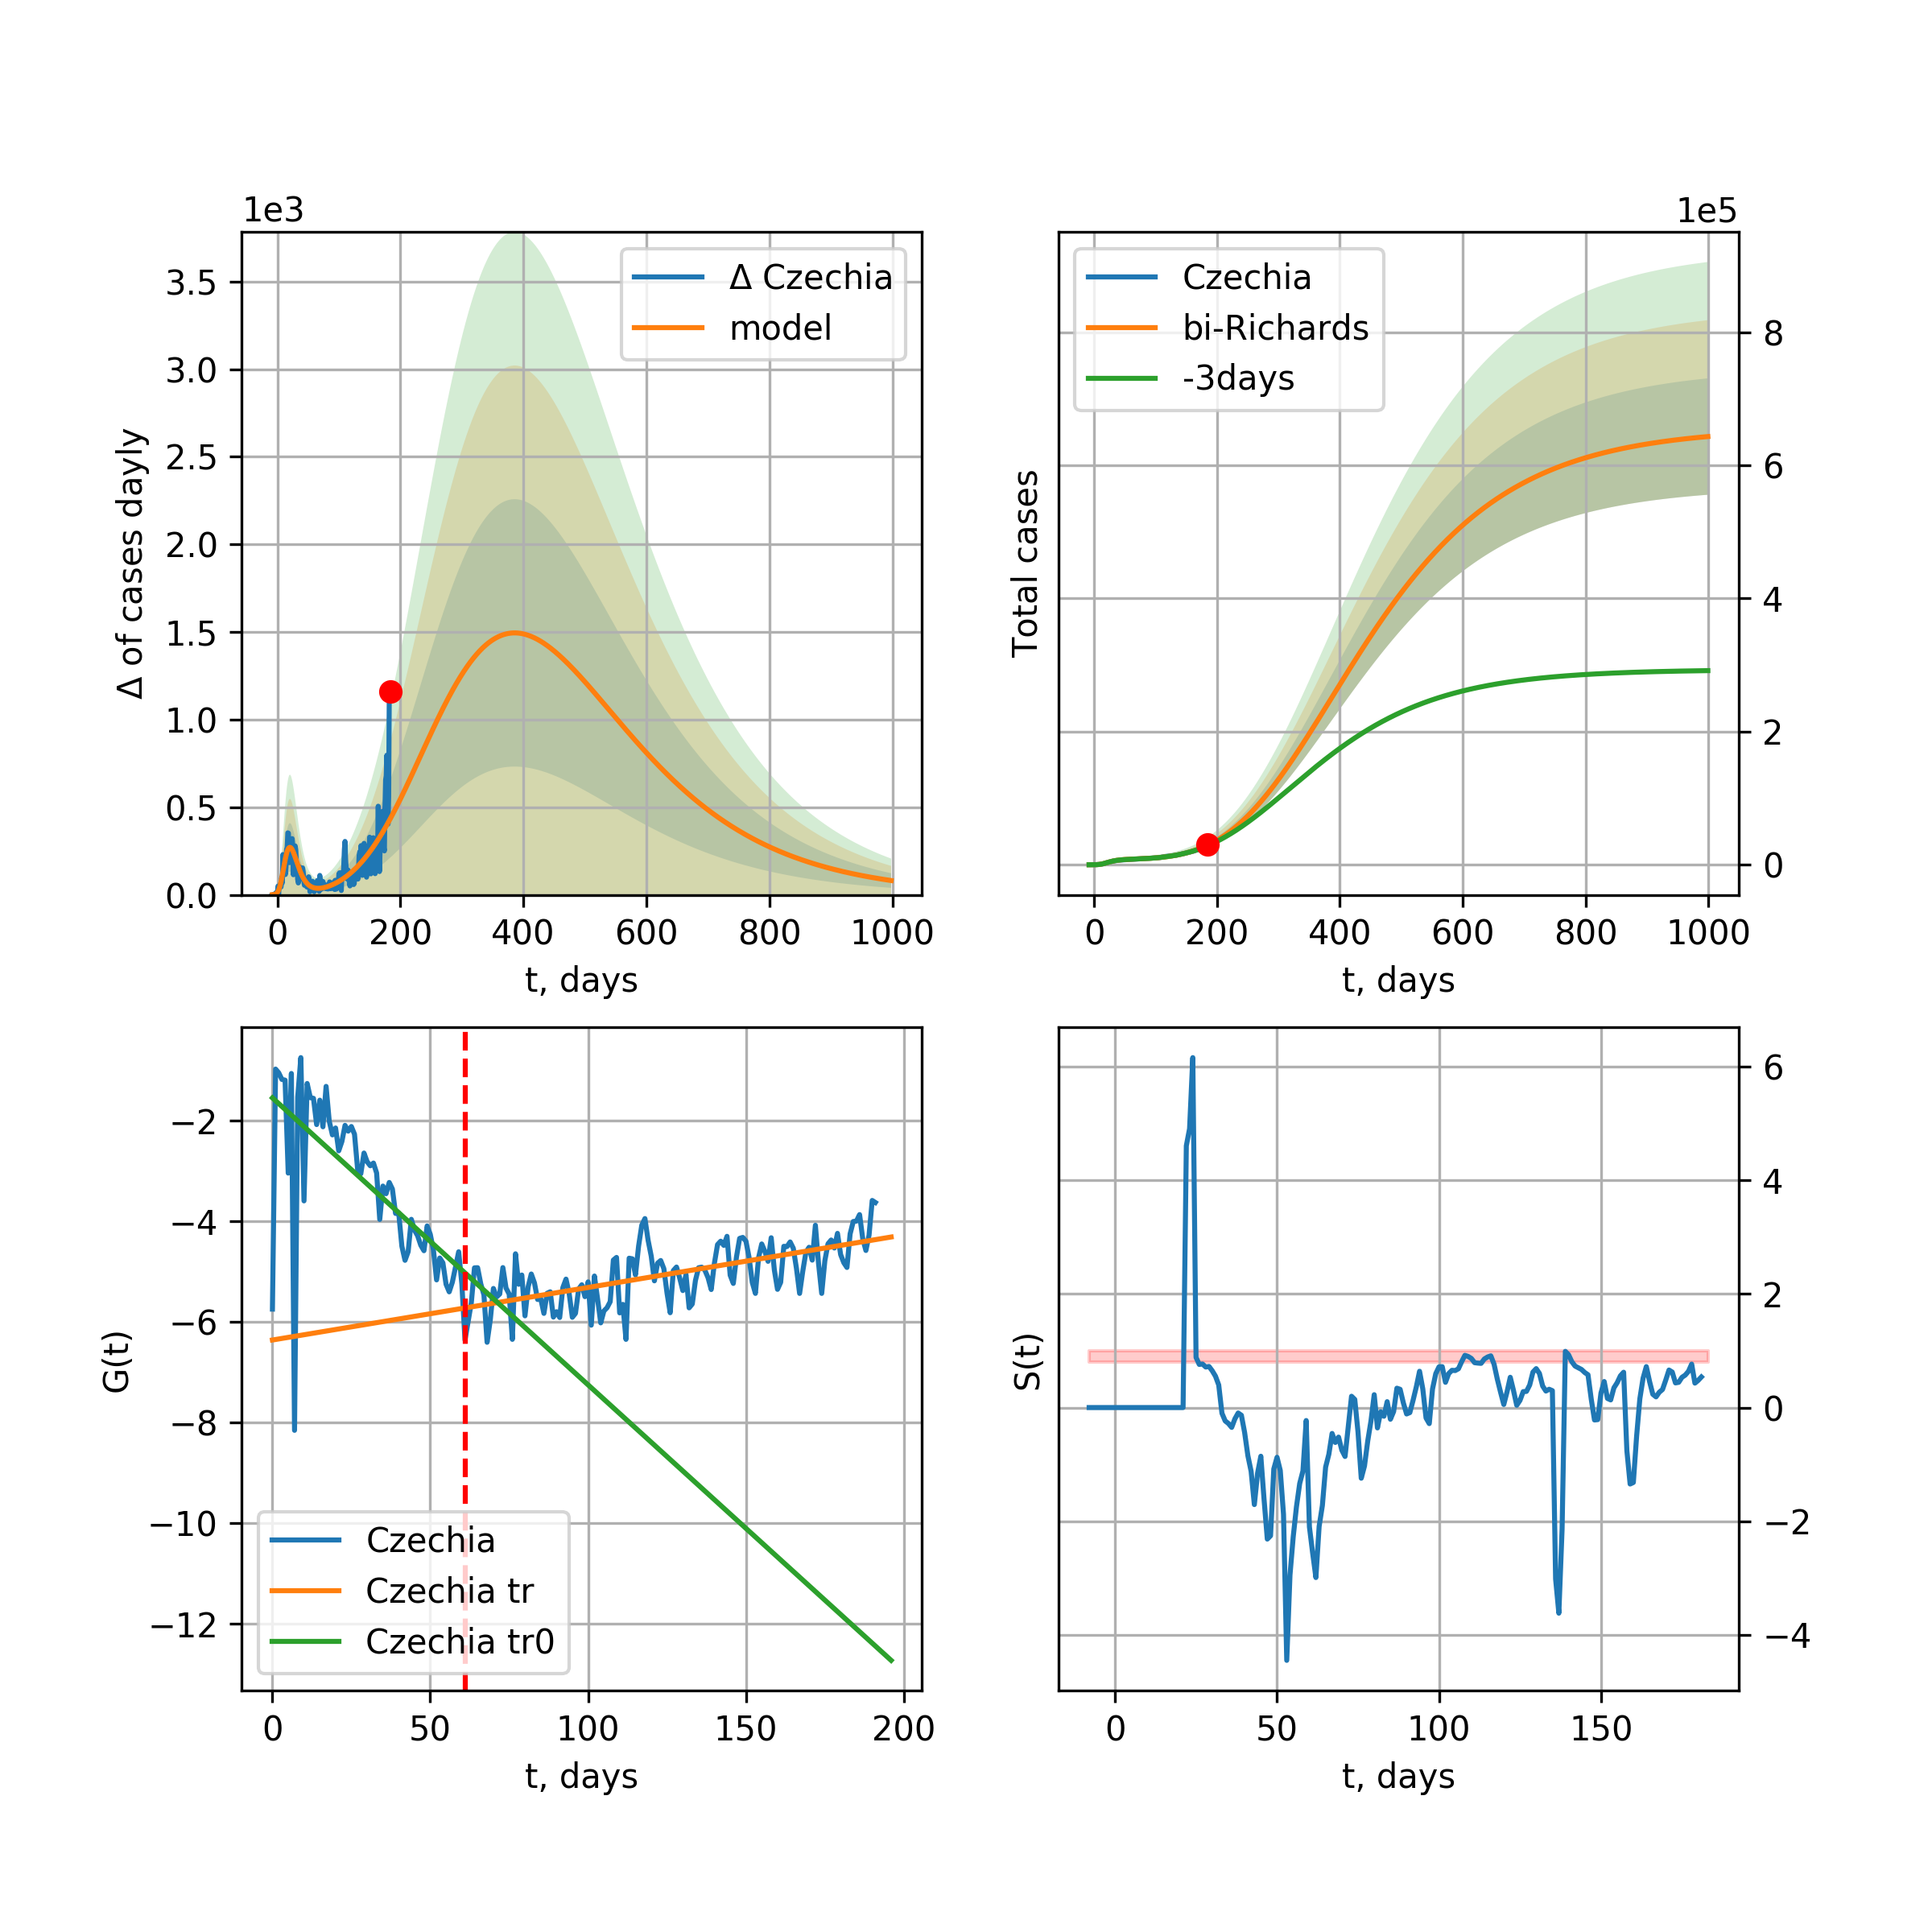 1e3
3.5
3.0
2.5
2.0
1.5
1.0
0.5
0.0
Δ of cases dayly
Δ Czechia
model
0 200 400 600 800 1000
t, days
1e5
Czechia
bi-Richards
-3days
8
6
4
2
0
Total cases
0 200 400 600 800 1000
t, days
−2
−4
−6
−8
−10
−12
G(t)
Czechia
Czechia tr
Czechia tr0
0 50 100 150 200
t, days
6
4
2
0
−2
−4
S(t)
0 50 100 150
t, days